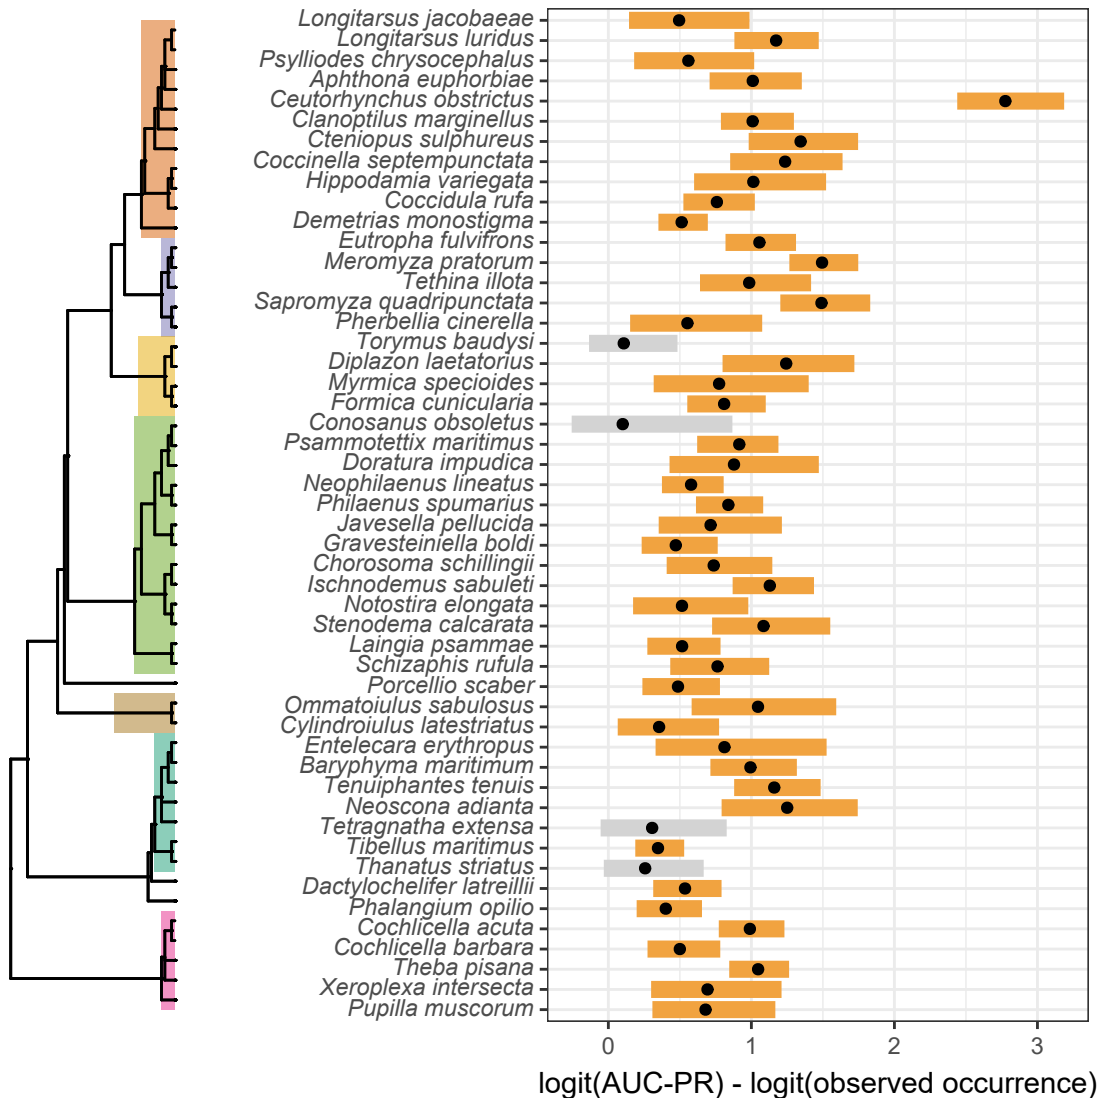 Longitarsus jacobaeae
Longitarsus luridus
Psylliodes chrysocephalus
Aphthona euphorbiae
Ceutorhynchus obstrictus
Clanoptilus marginellus
Cteniopus sulphureus
Coccinella septempunctata
Hippodamia variegata
Coccidula rufa
Demetrias monostigma
Eutropha fulvifrons
Meromyza pratorum
Tethina illota
Sapromyza quadripunctata
Pherbellia cinerella
Torymus baudysi
Diplazon laetatorius
Myrmica specioides
Formica cunicularia
Conosanus obsoletus
Psammotettix maritimus
Doratura impudica
Neophilaenus lineatus
Philaenus spumarius
Javesella pellucida
Gravesteiniella boldi
Chorosoma schillingii
Ischnodemus sabuleti
Notostira elongata
Stenodema calcarata
Laingia psammae
Schizaphis rufula
Porcellio scaber
Ommatoiulus sabulosus
Cylindroiulus latestriatus
Entelecara erythropus
Baryphyma maritimum
Tenuiphantes tenuis
Neoscona adianta
Tetragnatha extensa
Tibellus maritimus
Thanatus striatus
Dactylochelifer latreillii
Phalangium opilio
Cochlicella acuta
Cochlicella barbara
Theba pisana
Xeroplexa intersecta
Pupilla muscorum
0 1 2 3
logit(AUC-PR) - logit(observed occurrence)